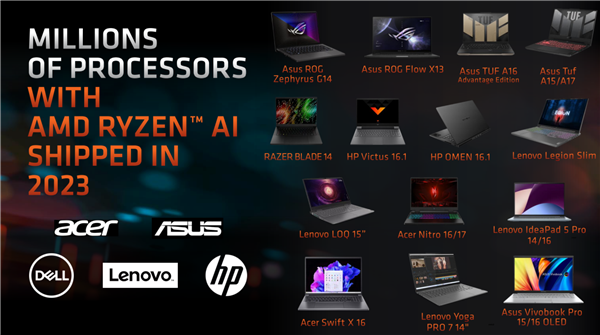 MILLIONS
OF PROCESSORS
WITH
AMD RYZEN™ AI
SHIPPED IN
2023
acer
ASUS
DELL
Lenovo.
hp
Asus ROG
Zephyrus G14
Asus ROG Flow X13
Asus TUF A16
Advantage Edition
Asus Tuf
A15/A17
RAZER BLADE 14
HP Victus 16.1
HP OMEN 16.1
Lenovo Legion Slim
Lenovo LOQ 15"
Acer Nitro 16/17
Lenovo IdeaPad 5 Pro
14/16
Acer Swift X 16
Lenovo Yoga
PRO 7 14"
Asus Vivobook Pro
15/16 OLED